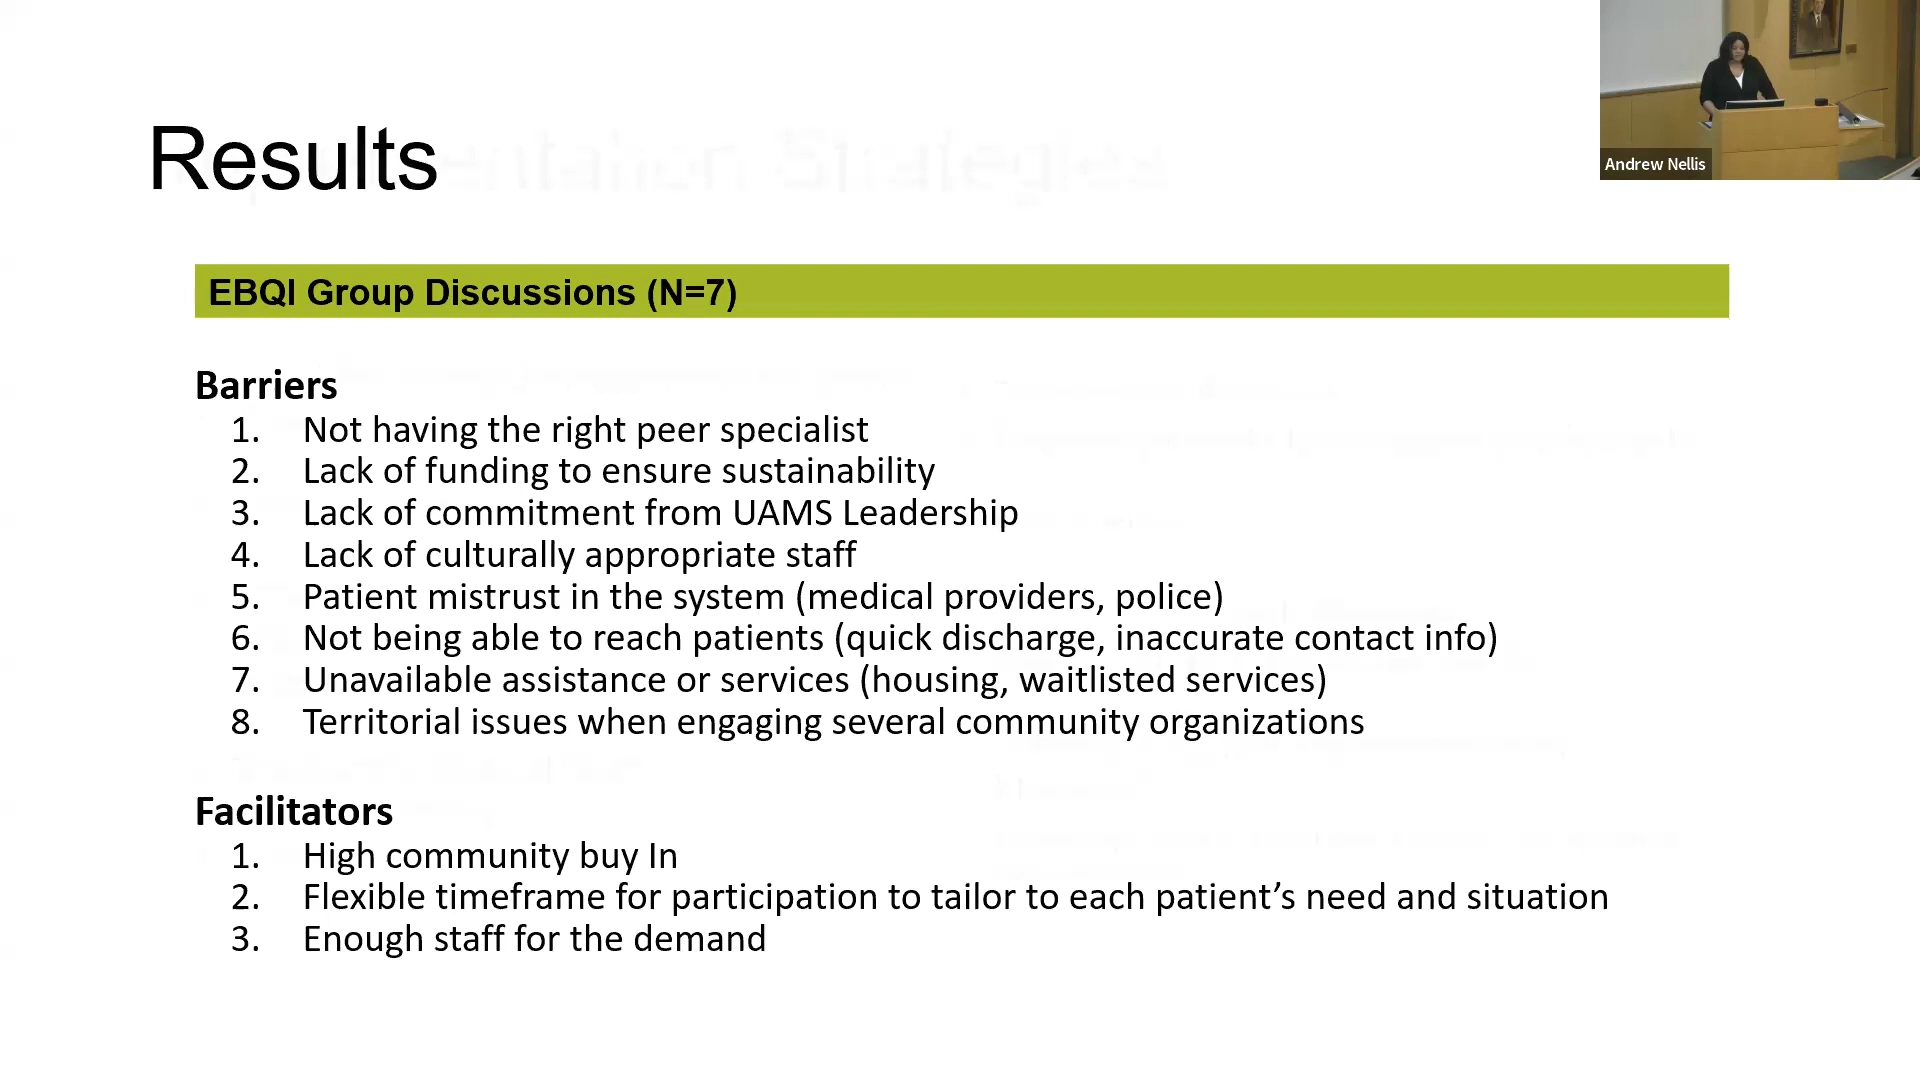 Results
Andrew Nellis
EBQI Group Discussions (N=7)
Barriers
1. Not having the right peer specialist
2. Lack of funding to ensure sustainability
3. Lack of commitment from UAMS Leadership
4. Lack of culturally appropriate staff
5. Patient mistrust in the system (medical providers, police)
6. Not being able to reach patients (quick discharge, inaccurate contact info)
7. Unavailable assistance or services (housing, waitlisted services)
8. Territorial issues when engaging several community organizations
Facilitators
1. High community buy In
2. Flexible timeframe for participation to tailor to each patient’s need and situation
3. Enough staff for the demand